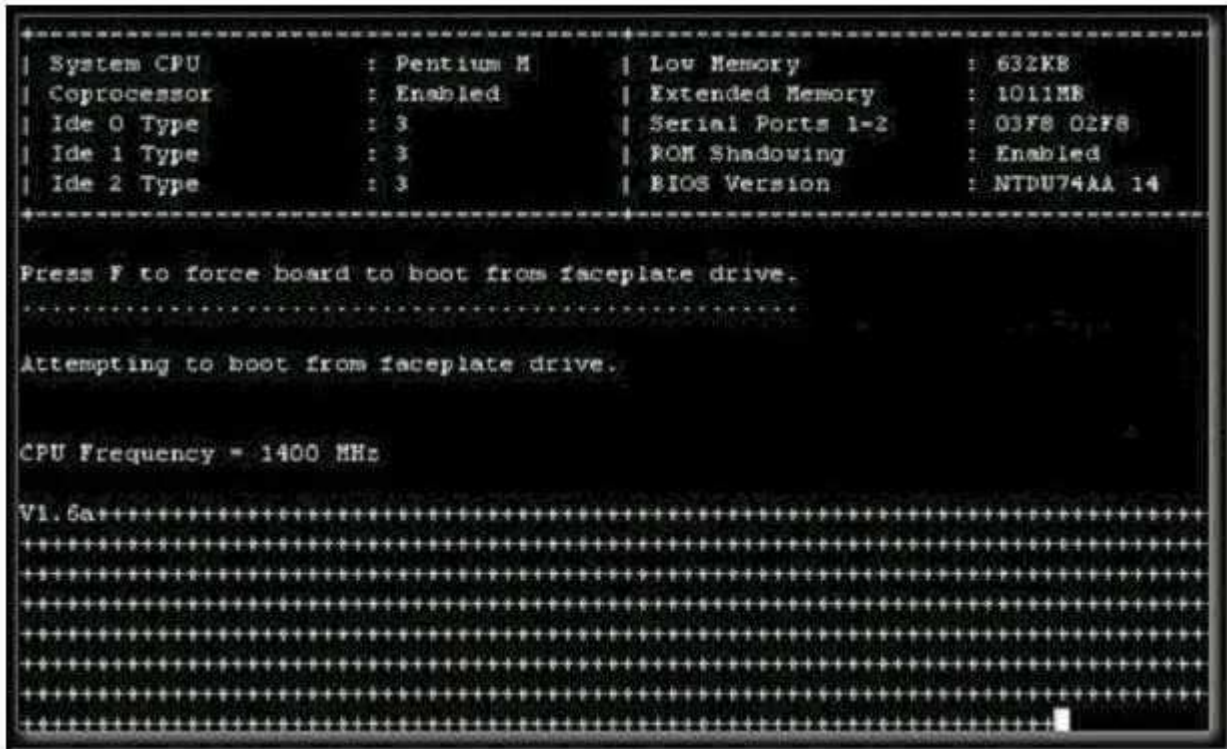 | System CPU : Pentium M | Low Memory : 632KB
| Coprocessor : Enabled | Extended Memory : 1011MB
| Ide 0 Type : 3 | Serial Ports 1-2 : 03F8 02F8
| Ide 1 Type : 3 | ROM Shadowing : Enabled
| Ide 2 Type : 3 | BIOS Version : NTDU74AA 14
Press F to force board to boot from faceplate drive.
....................................................
Attempting to boot from faceplate drive.
CPU Frequency = 1400 MHz
V1.6a